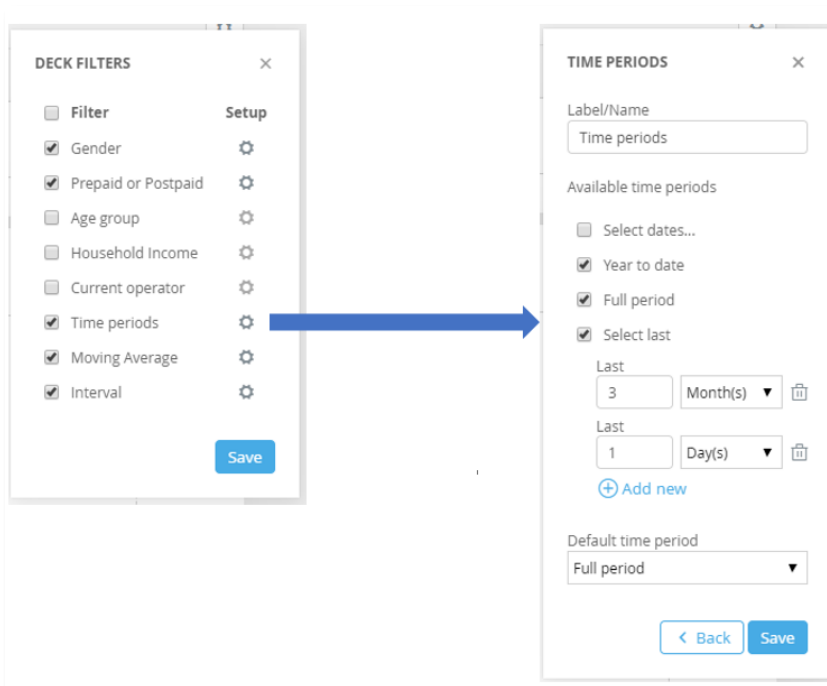 DECK FILTERS
Filter Setup
Gender
Prepaid or Postpaid
Age group
Household Income
Current operator
Time periods
Moving Average
Interval
Save
TIME PERIODS
Label/Name
Time periods
Available time periods
Select dates...
Year to date
Full period
Select last
Last
3 Month(s)
Last
1 Day(s)
Add new
Default time period
Full period
Back Save